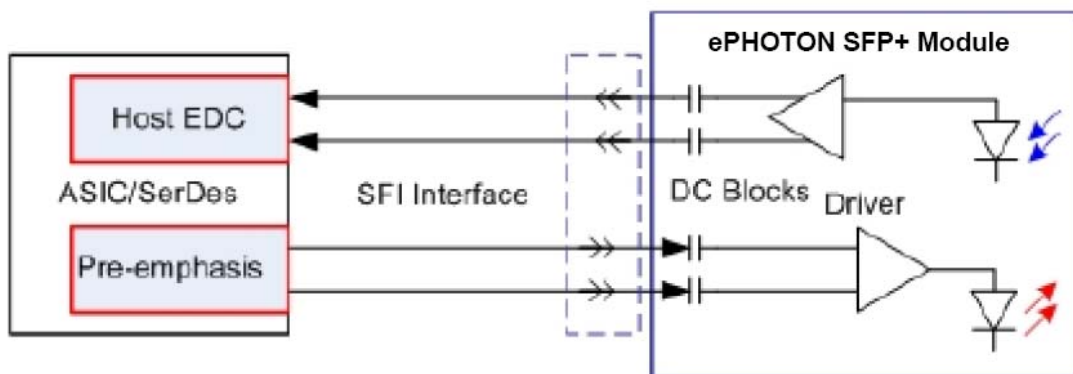 ePHOTON SFP+ Module
Host EDC
ASIC/SerDes
SFI Interface
DC Blocks
Driver
Pre-emphasis